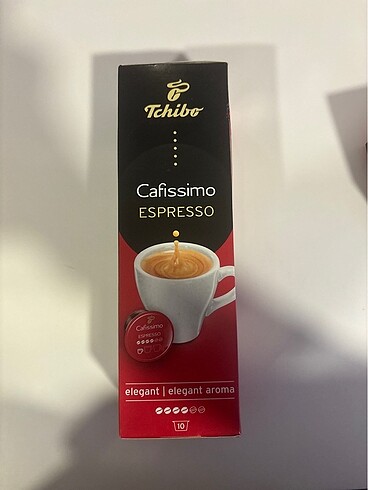 Tchibo
Cafissimo
ESPRESSO
Cafissimo
ESPRESSO
elegant | elegant aroma
10